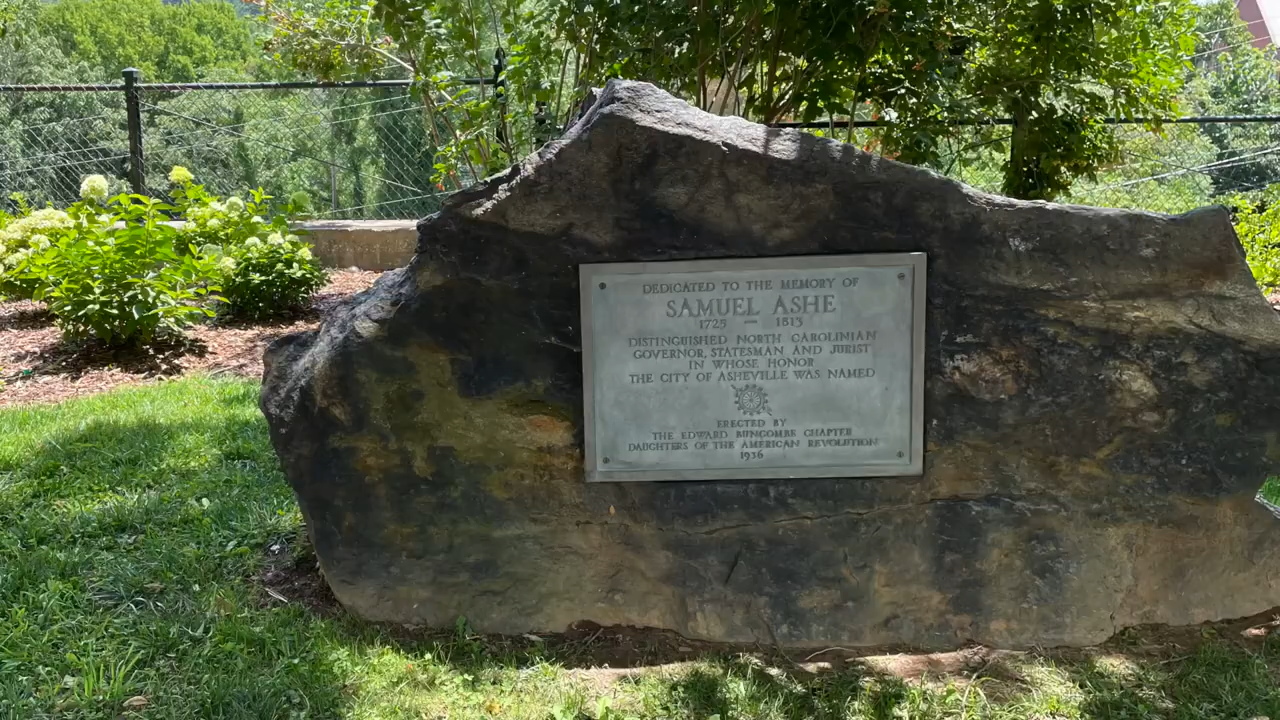 DEDICATED TO THE MEMORY OF
SAMUEL ASHE
1725 — 1813
DISTINGUISHED NORTH CAROLINIAN
GOVERNOR, STATESMAN AND JURIST
IN WHOSE HONOR
THE CITY OF ASHEVILLE WAS NAMED
ERECTED BY
THE EDWARD BUNCOMBE CHAPTER
DAUGHTERS OF THE AMERICAN REVOLUTION
1936